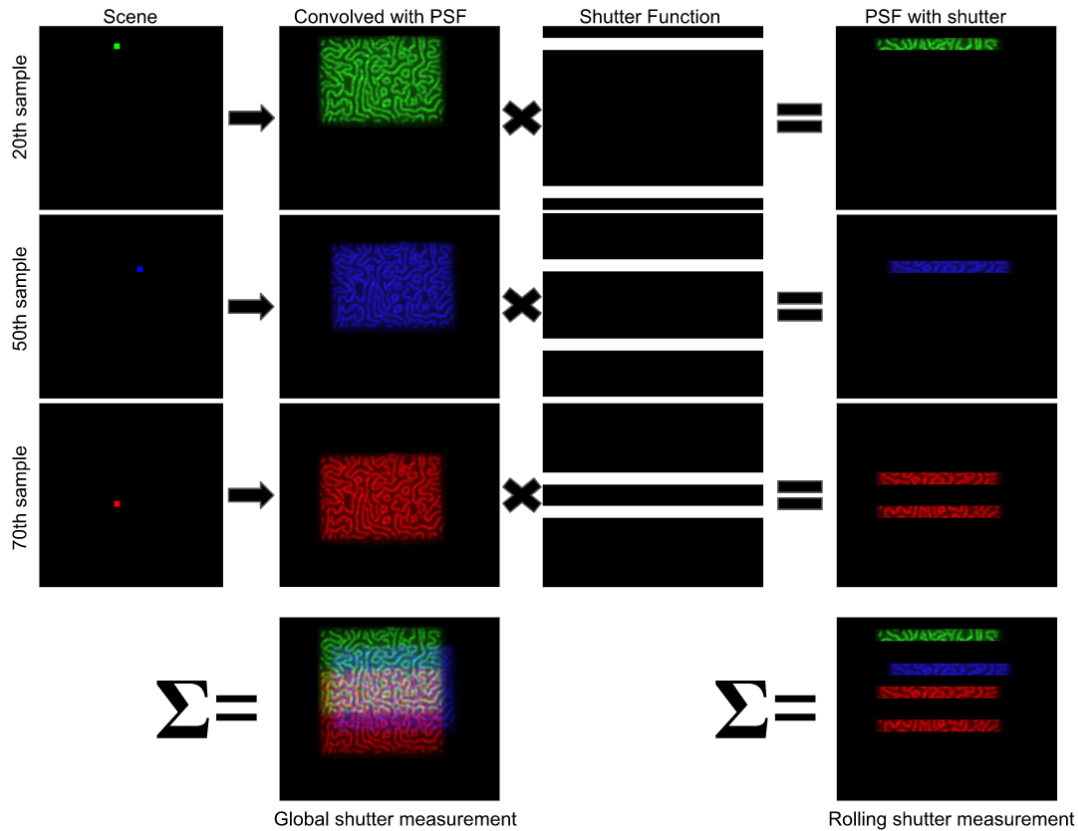 Scene
Convolved with PSF
Shutter Function
PSF with shutter
20th sample
50th sample
70th sample
Σ=
Σ=
Global shutter measurement
Rolling shutter measurement